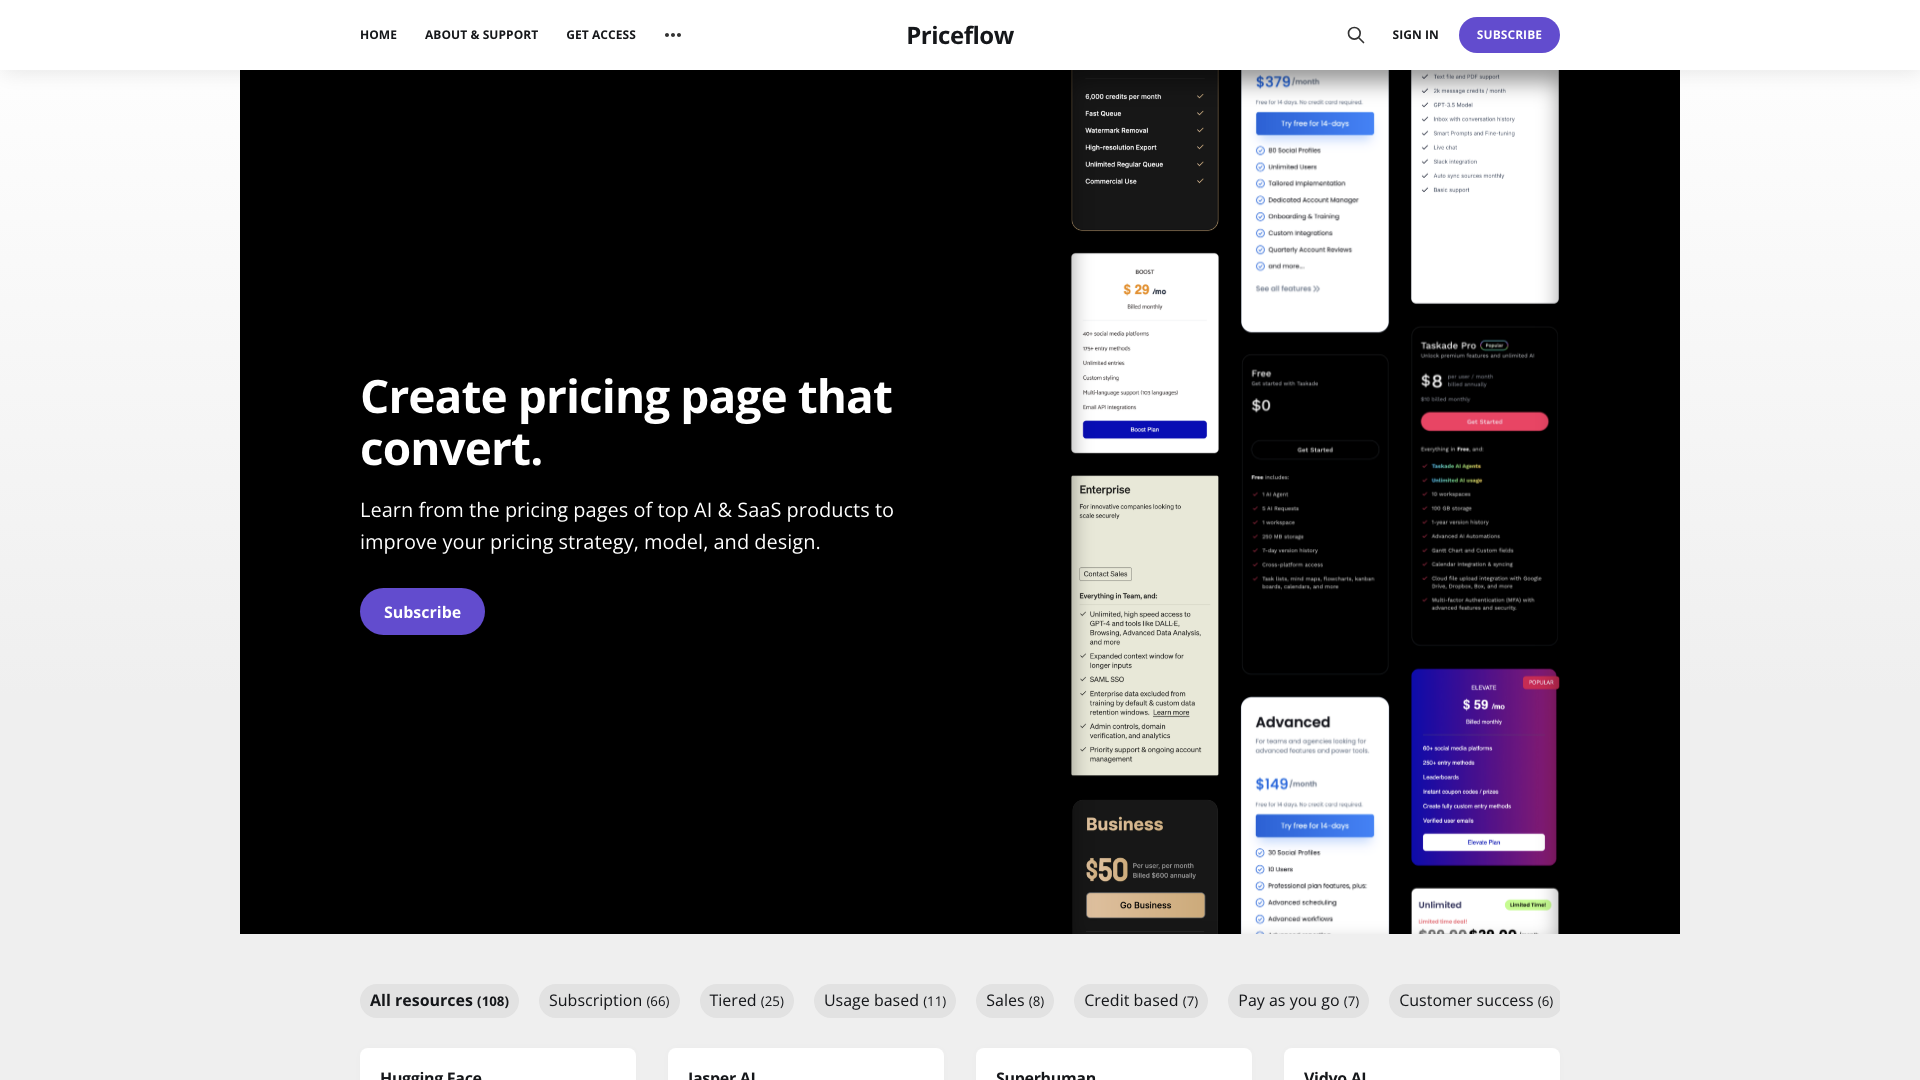 HOME
ABOUT & SUPPORT
GET ACCESS
Priceflow
SIGN IN
SUBSCRIBE
Create pricing page that
convert.
Learn from the pricing pages of top AI & SaaS products to
improve your pricing strategy, model, and design.
Subscribe
6,000 credits per month
Fast Queue
Watermark Removal
High-resolution Export
Unlimited Regular Queue
Commercial Use
BOOST
$ 29 /mo
Billed monthly
40+ social media platforms
175+ entry methods
Unlimited entries
Custom styling
Multi-language support (103 languages)
Email API integrations
Boost Plan
Enterprise
For innovative companies looking to
scale securely
Contact Sales
Everything in Team, and:
Unlimited, high speed access to
GPT-4 and tools like DALL·E,
Browsing, Advanced Data Analysis,
and more
Expanded context window for
longer inputs
SAML SSO
Enterprise data excluded from
training by default & custom data
retention windows. Learn more
Admin controls, domain
verification, and analytics
Priority support & ongoing account
management
Business
$50
Per user, per month
Billed $600 annually
Go Business
$379/month
Free for 14 days. No credit card required.
Try free for 14-days
80 Social Profiles
Unlimited Users
Tailored Implementation
Dedicated Account Manager
Onboarding & Training
Custom Integrations
Quarterly Account Reviews
and more...
See all features
Free
Get started with Taskade
$0
Get Started
Free includes:
1 AI Agent
5 AI Requests
1 workspace
250 MB storage
7-day version history
Cross-platform access
Task lists, mind maps, flowcharts, kanban
boards, calendars, and more
Advanced
For teams and agencies looking for
advanced features and power tools.
$149/month
Free for 14 days. No credit card required.
Try free for 14-days
30 Social Profiles
10 Users
Professional plan features, plus:
Advanced scheduling
Advanced workflows
Text file and PDF support
2k message credits / month
GPT-3.5 Model
Inbox with conversation history
Smart Prompts and Fine-tuning
Live chat
Slack integration
Auto sync sources monthly
Basic support
Taskade Pro
Popular
Unlock premium features and unlimited AI
$8
per user / month
billed annually
$10 billed monthly
Get Started
Everything in Free, and:
Taskade AI Agents
Unlimited AI usage
10 workspaces
100 GB storage
1-year version history
Advanced AI Automations
Gantt Chart and Custom fields
Calendar integration & syncing
Cloud file upload integration with Google
Drive, Dropbox, Box, and more
Multi-factor Authentication (MFA) with
advanced features and security.
POPULAR
ELEVATE
$ 59 /mo
Billed monthly
60+ social media platforms
250+ entry methods
Leaderboards
Instant coupon codes / prizes
Create fully custom entry methods
Verified user emails
Elevate Plan
Unlimited
Limited Time!
Limited time deal!
All resources (108)
Subscription (66)
Tiered (25)
Usage based (11)
Sales (8)
Credit based (7)
Pay as you go (7)
Customer success (6)
Hugging Face
Jasper AI
Superhuman
Vidyo AI